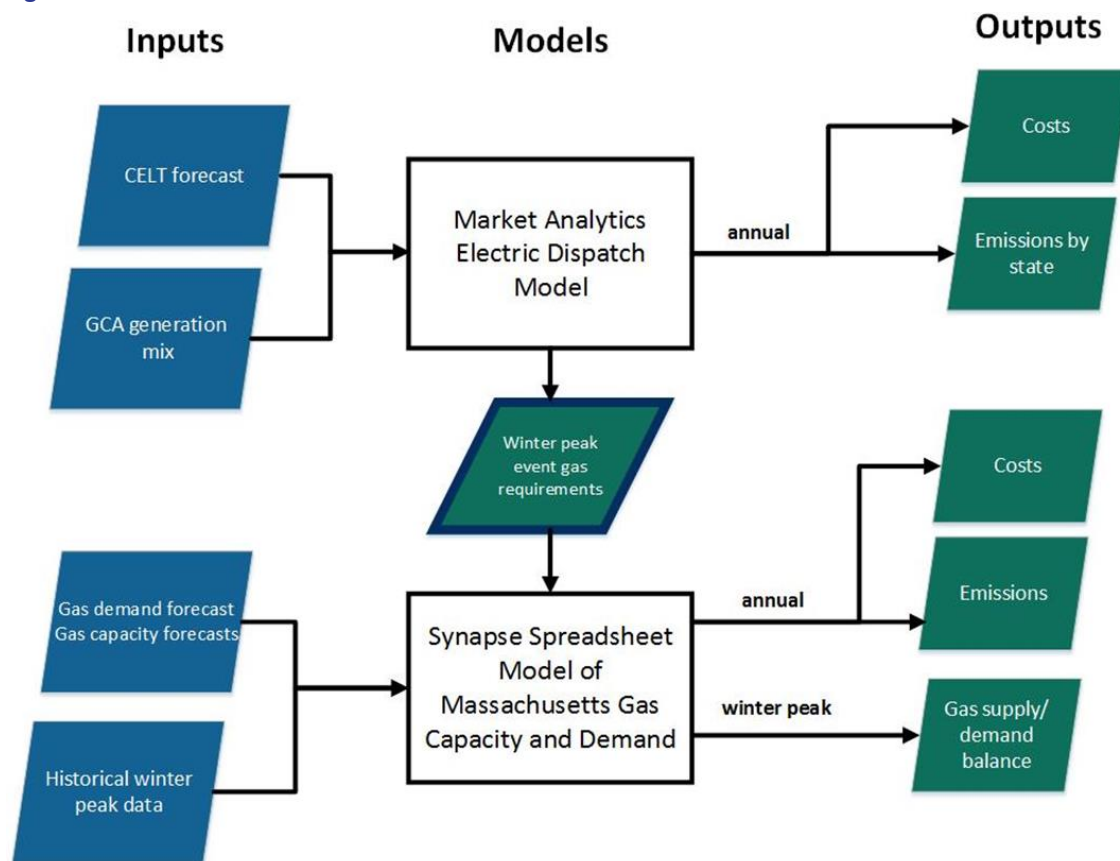 Inputs
Models
Outputs
CELT forecast
GCA generation
mix
Market Analytics
Electric Dispatch
Model
annual
Costs
Emissions by
state
Winter peak
event gas
requirements
Gas demand forecast
Gas capacity forecasts
Historical winter
peak data
Synapse Spreadsheet
Model of
Massachusetts Gas
Capacity and Demand
annual
winter peak
Costs
Emissions
Gas supply/
demand
balance